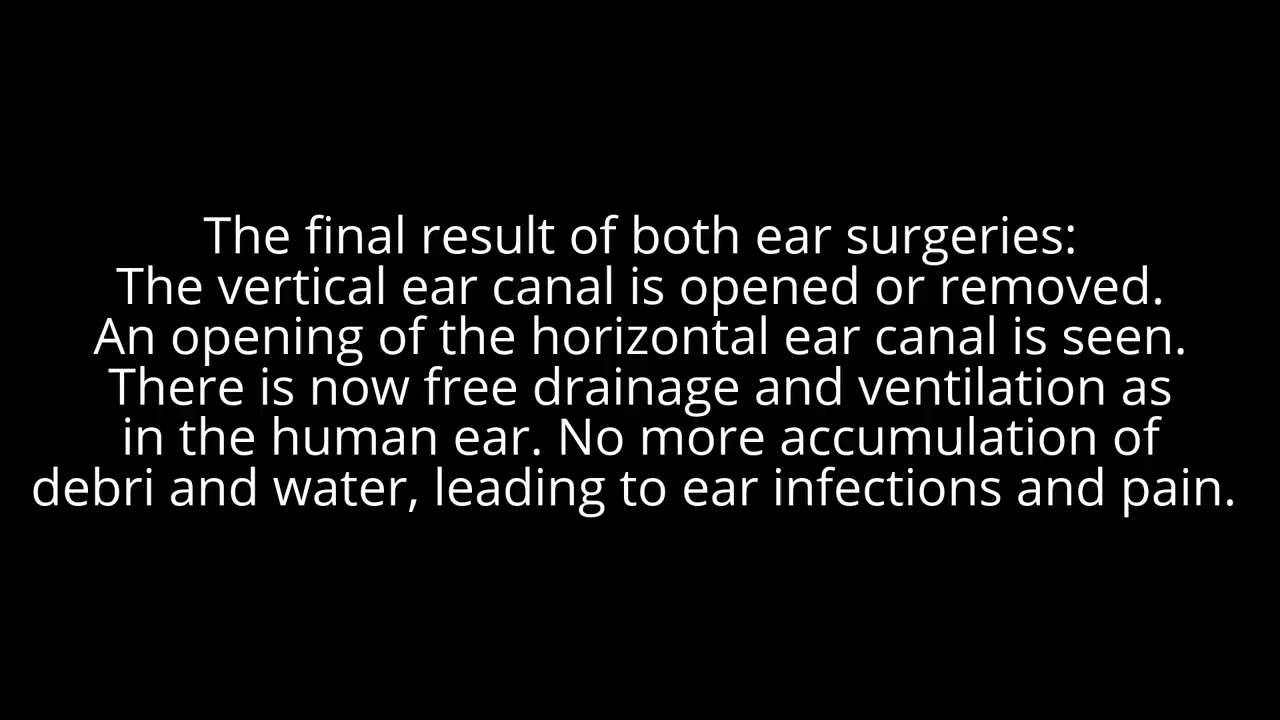 The final result of both ear surgeries:
The vertical ear canal is opened or removed.
An opening of the horizontal ear canal is seen.
There is now free drainage and ventilation as
in the human ear. No more accumulation of
debri and water, leading to ear infections and pain.